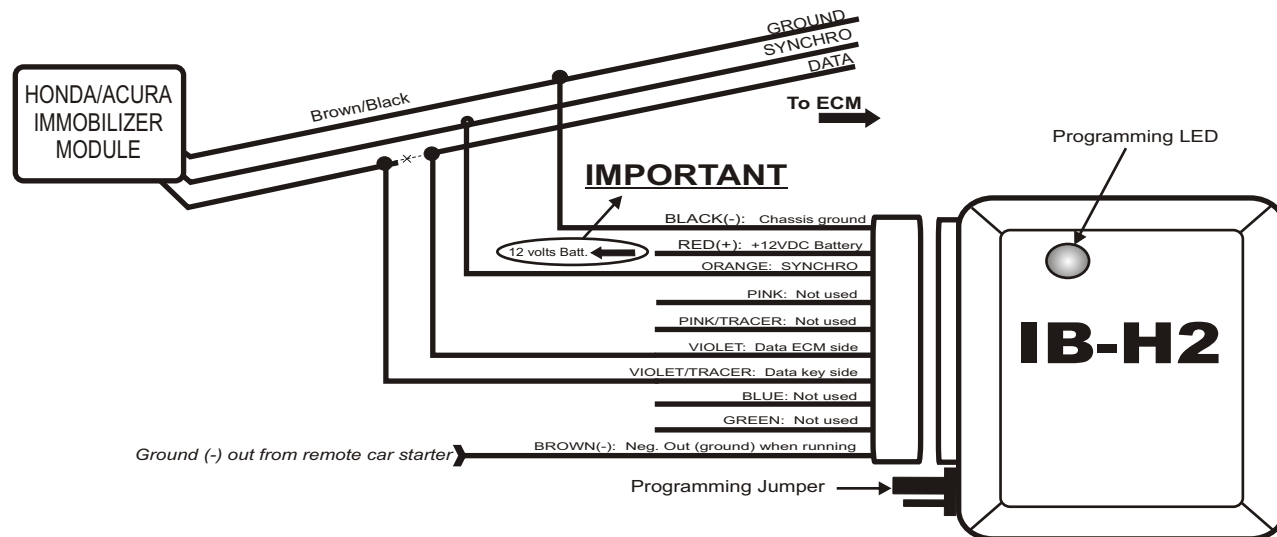 GROUND
SYNCHRO
DATA
HONDA/ACURA
IMMOBILIZER
MODULE
Brown/Black
To ECM
Programming LED
IMPORTANT
BLACK(-): Chassis ground
12 volts Batt.
RED(+): +12VDC Battery
ORANGE: SYNCHRO
PINK: Not used
PINK/TRACER: Not used
VIOLET: Data ECM side
VIOLET/TRACER: Data key side
BLUE: Not used
GREEN: Not used
Ground (-) out from remote car starter
BROWN(-): Neg. Out (ground) when running
Programming Jumper
IB-H2